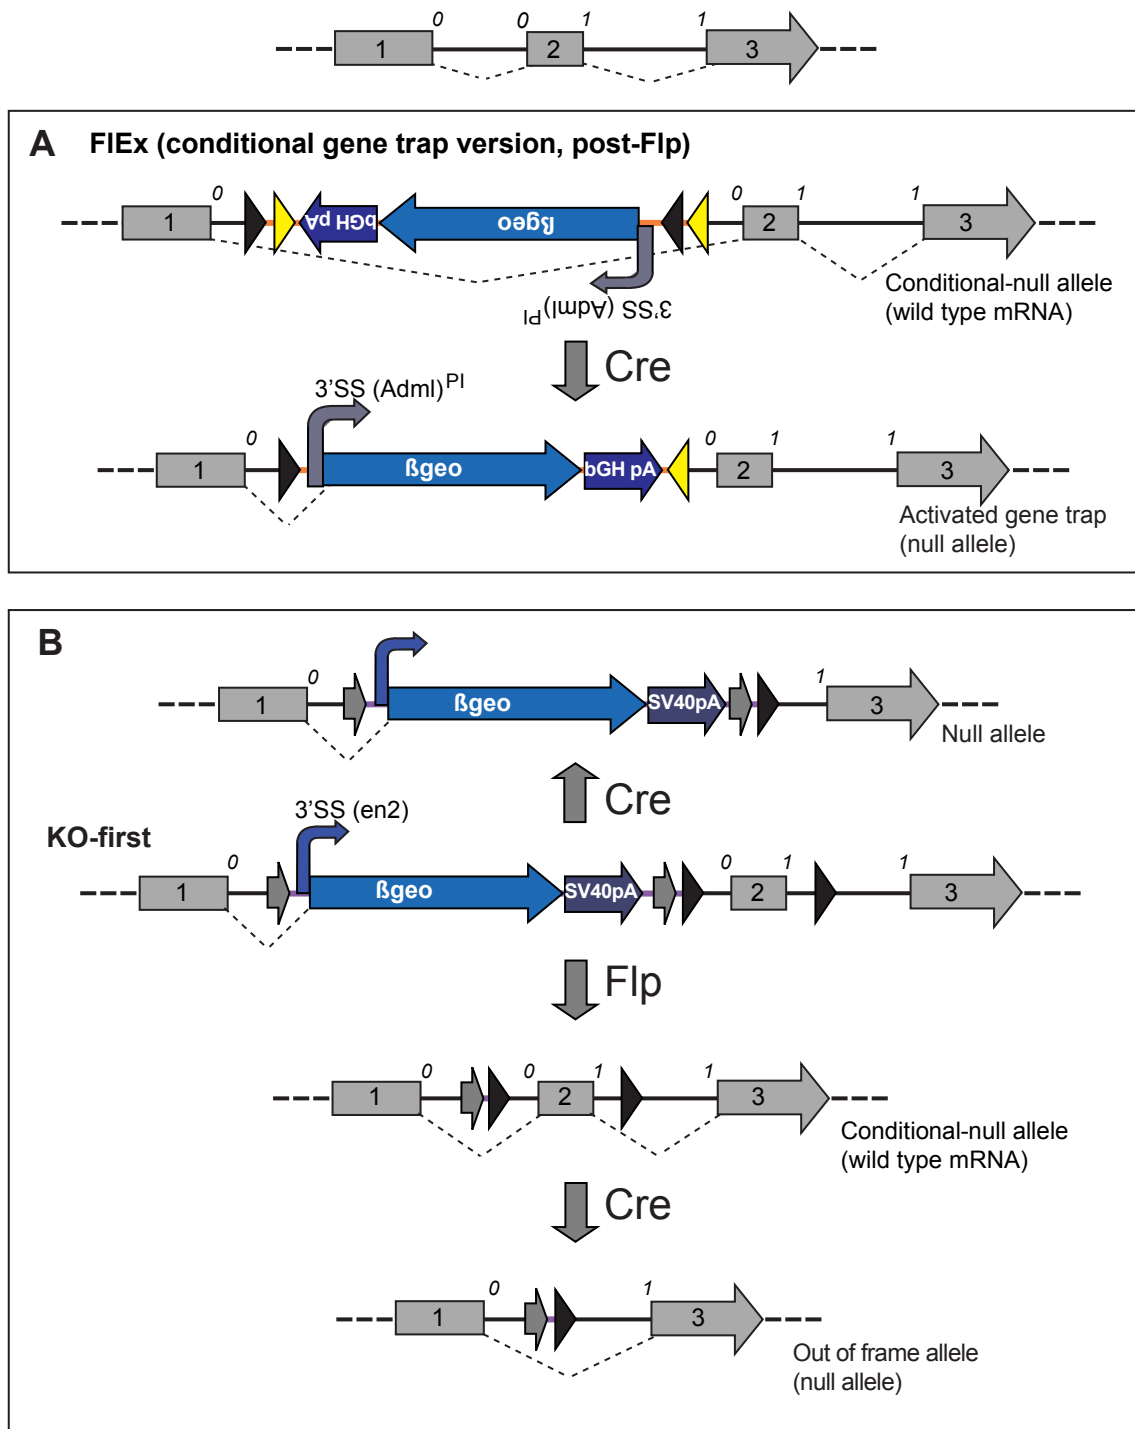 0 0 1 1
1 2 3
A FlEx (conditional gene trap version, post-Flp)
0 0 1 1
1 bGH pA ßgeo 2 3
Conditional-null allele
(wild type mRNA)
3'SS (Adml)PI
Cre
3'SS (Adml)PI
0 0 1 1
1 ßgeo bGH pA 2 3
Activated gene trap
(null allele)
B
0 1
1 ßgeo SV40pA 3
Null allele
Cre
3'SS (en2)
KO-first
0 0 1 1
1 ßgeo SV40pA 2 3
Flp
0 0 1 1
1 2 3
Conditional-null allele
(wild type mRNA)
Cre
0 1
1 3
Out of frame allele
(null allele)